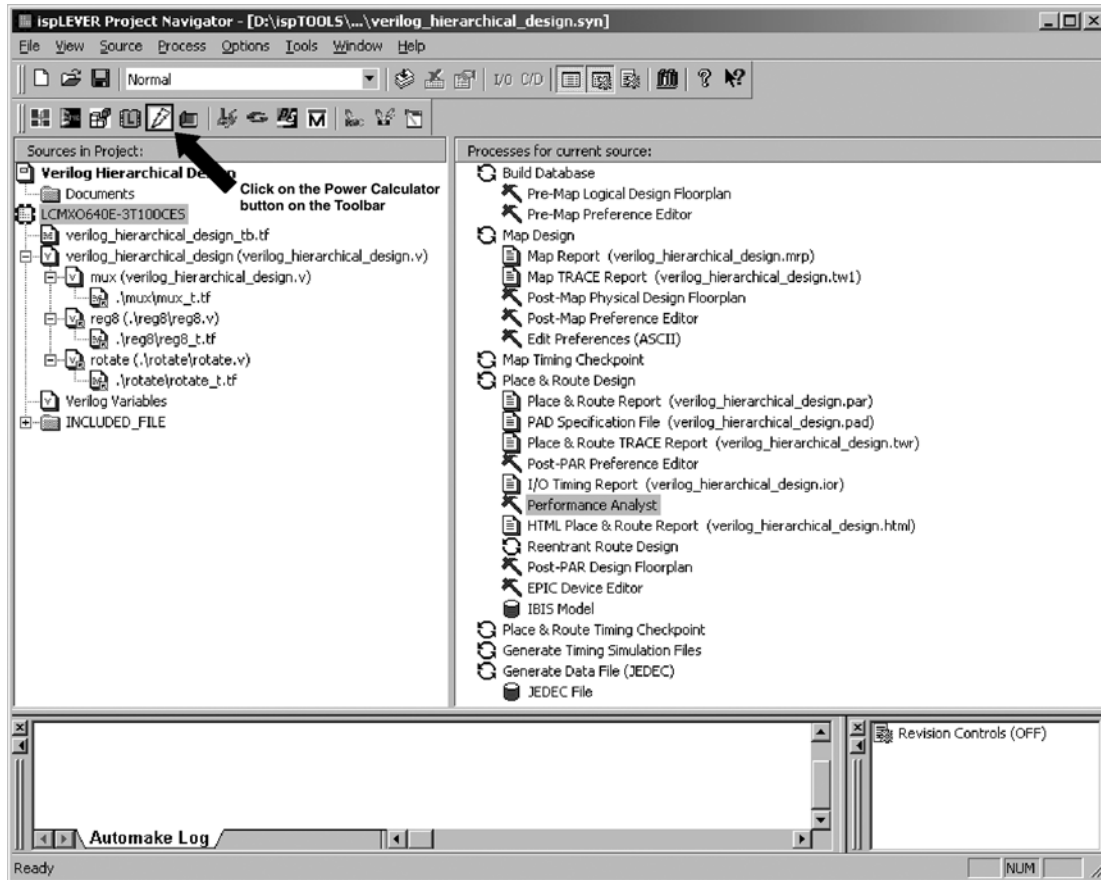 ispLEVER Project Navigator - [D:\ispTOOLS\...\verilog_hierarchical_design.syn]
File View Source Process Options Tools Window Help
Normal
I/O C/D
Sources in Project:
Processes for current source:
Verilog Hierarchical De
Documents
LCMXO640E-3T100CES
verilog_hierarchical_design_tb.tf
verilog_hierarchical_design (verilog_hierarchical_design.v)
mux (verilog_hierarchical_design.v)
.\mux\mux_t.tf
reg8 (.\reg8\reg8.v)
.\reg8\reg8_t.tf
rotate (.\rotate\rotate.v)
.\rotate\rotate_t.tf
Verilog Variables
INCLUDED_FILE
Click on the Power Calculator
button on the Toolbar
Build Database
Pre-Map Logical Design Floorplan
Pre-Map Preference Editor
Map Design
Map Report (verilog_hierarchical_design.mrp)
Map TRACE Report (verilog_hierarchical_design.tw1)
Post-Map Physical Design Floorplan
Post-Map Preference Editor
Edit Preferences (ASCII)
Map Timing Checkpoint
Place & Route Design
Place & Route Report (verilog_hierarchical_design.par)
PAD Specification File (verilog_hierarchical_design.pad)
Place & Route TRACE Report (verilog_hierarchical_design.twr)
Post-PAR Preference Editor
I/O Timing Report (verilog_hierarchical_design.ior)
Performance Analyst
HTML Place & Route Report (verilog_hierarchical_design.html)
Reentrant Route Design
Post-PAR Design Floorplan
EPIC Device Editor
IBIS Model
Place & Route Timing Checkpoint
Generate Timing Simulation Files
Generate Data File (JEDEC)
JEDEC File
Revision Controls (OFF)
Automake Log
Ready
NUM